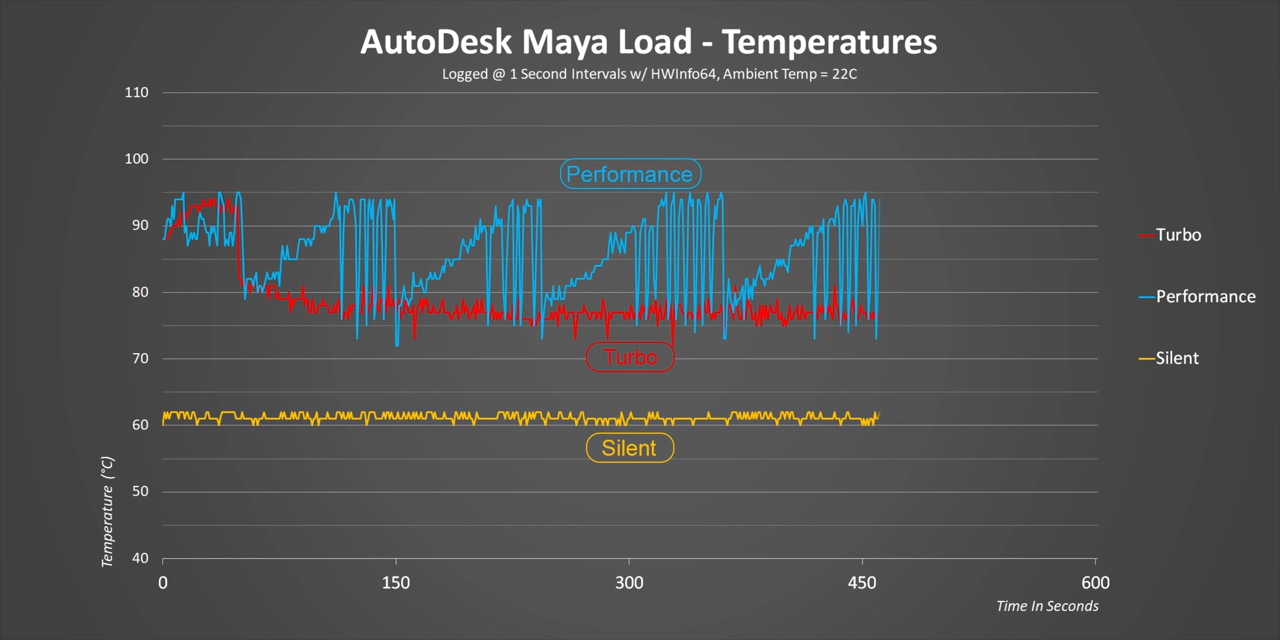 AutoDesk Maya Load - Temperatures
Logged @ 1 Second Intervals w/ HWInfo64, Ambient Temp = 22C
110
100
90
80
70
60
50
40
Temperature (°C)
Performance
Turbo
Silent
Turbo
Performance
Silent
0 150 300 450 600
Time In Seconds